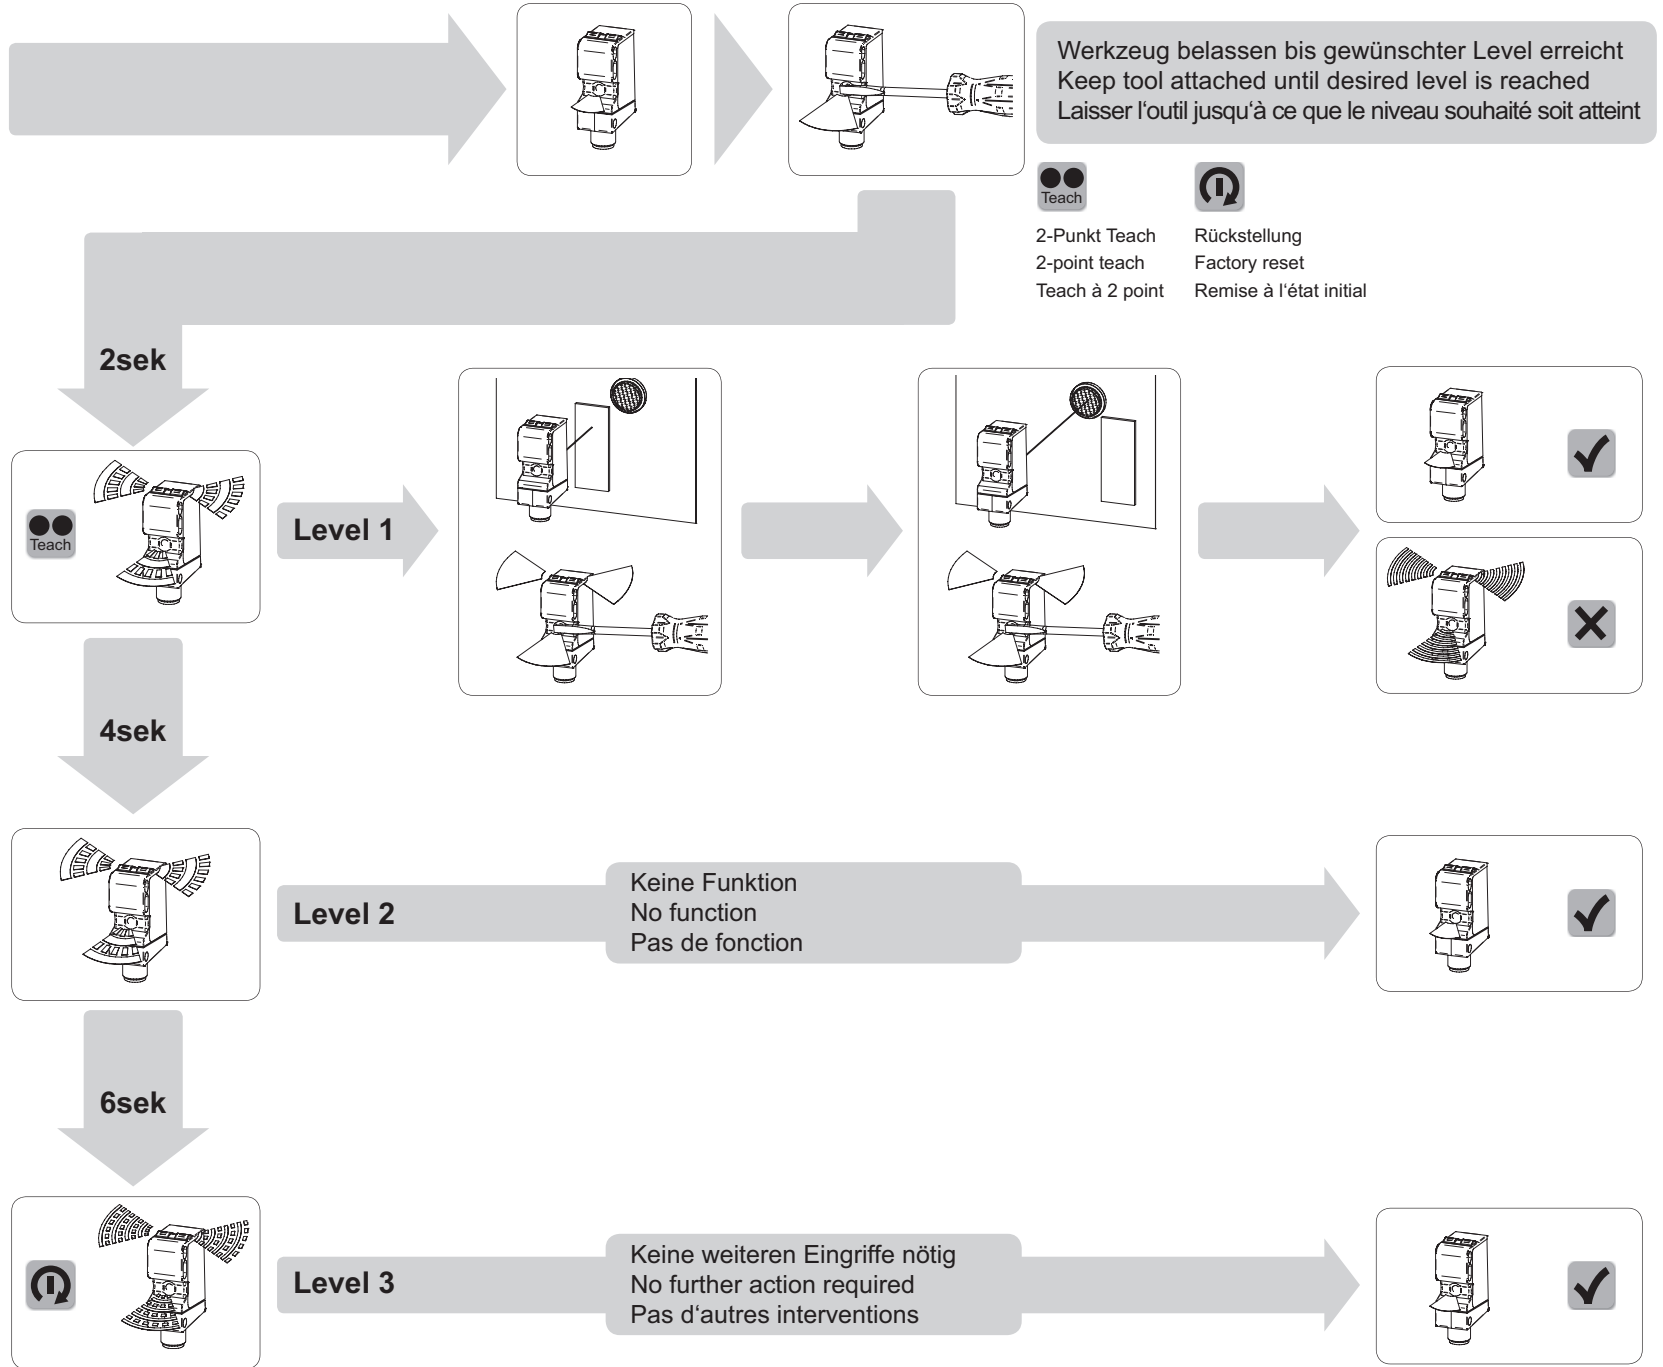 Werkzeug belassen bis gewünschter Level erreicht
Keep tool attached until desired level is reached
Laisser l‘outil jusqu‘à ce que le niveau souhaité soit atteint
Teach
2-Punkt Teach
2-point teach
Teach à 2 point
Rückstellung
Factory reset
Remise à l‘état initial
2sek
Teach
Level 1
4sek
Level 2
Keine Funktion
No function
Pas de fonction
6sek
Level 3
Keine weiteren Eingriffe nötig
No further action required
Pas d‘autres interventions